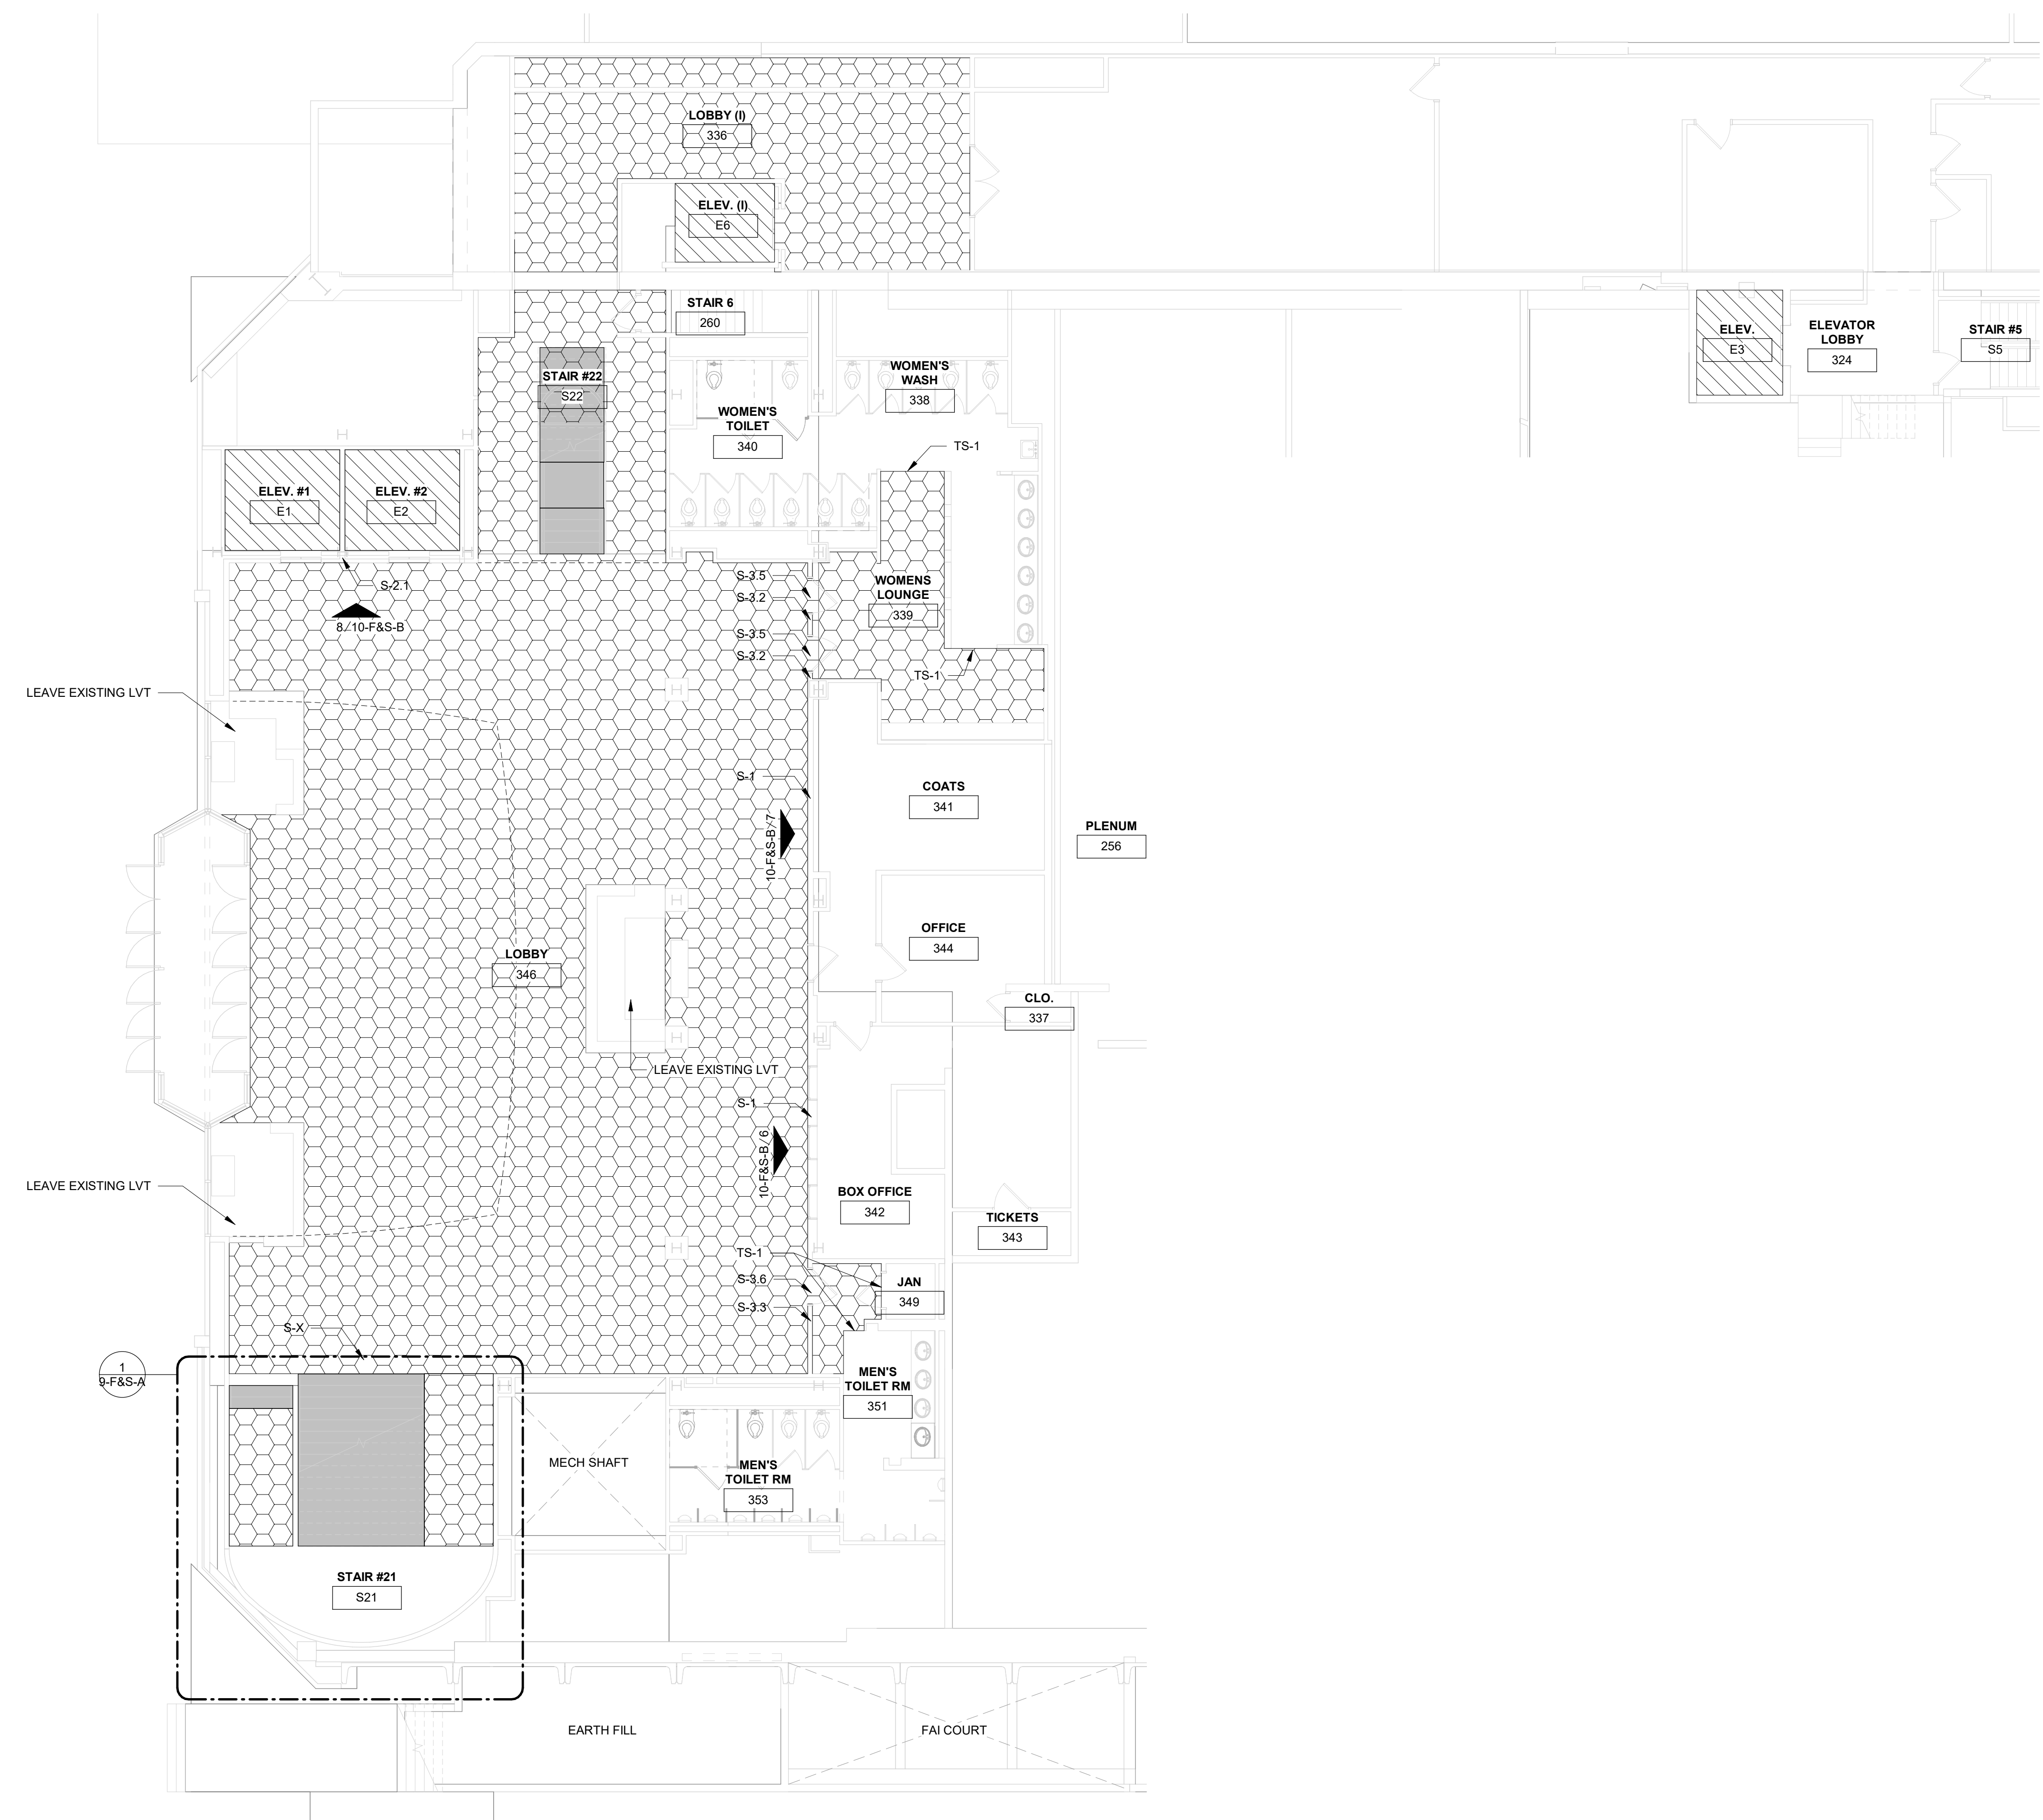 LOBBY (I)
336
ELEV. (I)
E6
STAIR 6
260
ELEV.
E3
ELEVATOR
LOBBY
324
STAIR #5
S5
STAIR #22
S22
WOMEN'S
WASH
338
WOMEN'S
TOILET
340
TS-1
ELEV. #1
E1
ELEV. #2
E2
S-2.1
8/10-F&S-B
S-3.5
S-3.2
S-3.5
S-3.2
WOMENS
LOUNGE
339
TS-1
LEAVE EXISTING LVT
S-1
10-F&S-B/7
COATS
341
PLENUM
256
OFFICE
344
LOBBY
346
CLO.
337
LEAVE EXISTING LVT
S-1
10-F&S-B/6
LEAVE EXISTING LVT
BOX OFFICE
342
TICKETS
343
TS-1
S-3.6
S-3.3
JAN
349
S-X
1
9-F&S-A
MEN'S
TOILET RM
351
MECH SHAFT
MEN'S
TOILET RM
353
STAIR #21
S21
EARTH FILL
FAI COURT